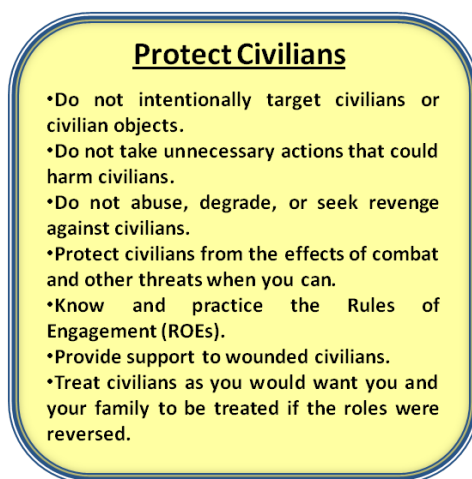 Protect Civilians
•Do not intentionally target civilians or
civilian objects.
•Do not take unnecessary actions that could
harm civilians.
•Do not abuse, degrade, or seek revenge
against civilians.
•Protect civilians from the effects of combat
and other threats when you can.
•Know and practice the Rules of
Engagement (ROEs).
•Provide support to wounded civilians.
•Treat civilians as you would want you and
your family to be treated if the roles were
reversed.